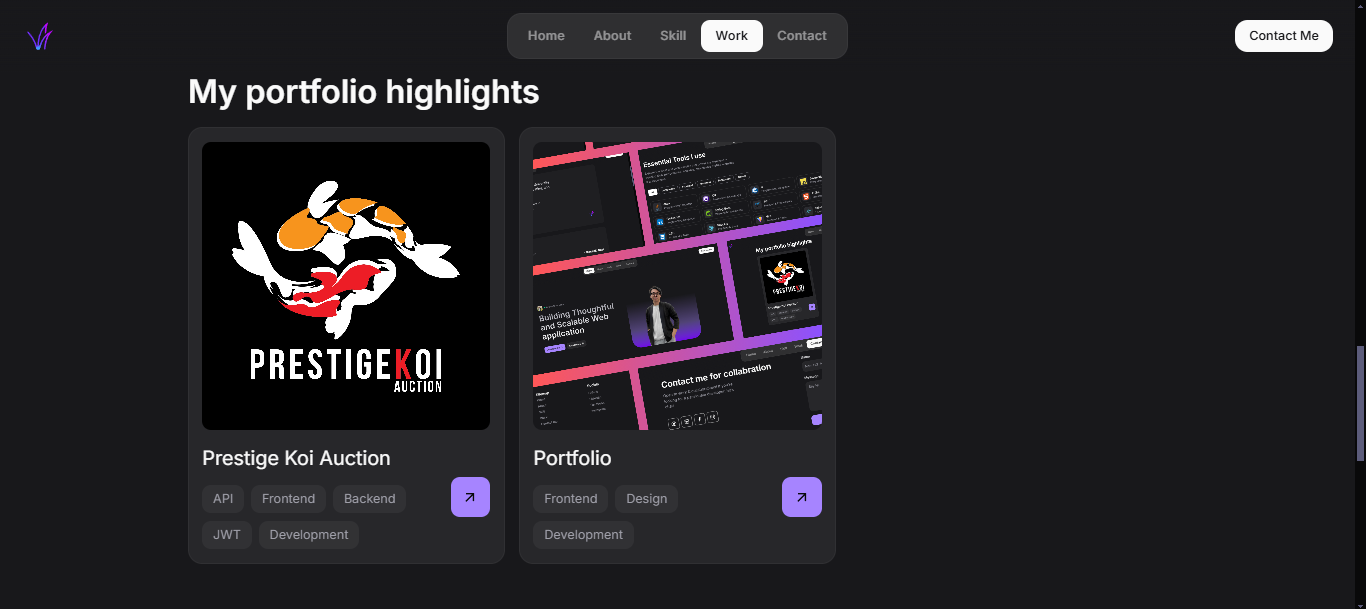 Home About Skill Work Contact
Contact Me
My portfolio highlights
PRESTIGEKOI
AUCTION
Essential Tools I use
My portfolio highlights
PRESTIGEKOI
Building Thoughtful
and Scalable Web
application
Contact me for collabration
Prestige Koi Auction
API Frontend Backend
JWT Development
Portfolio
Frontend Design
Development